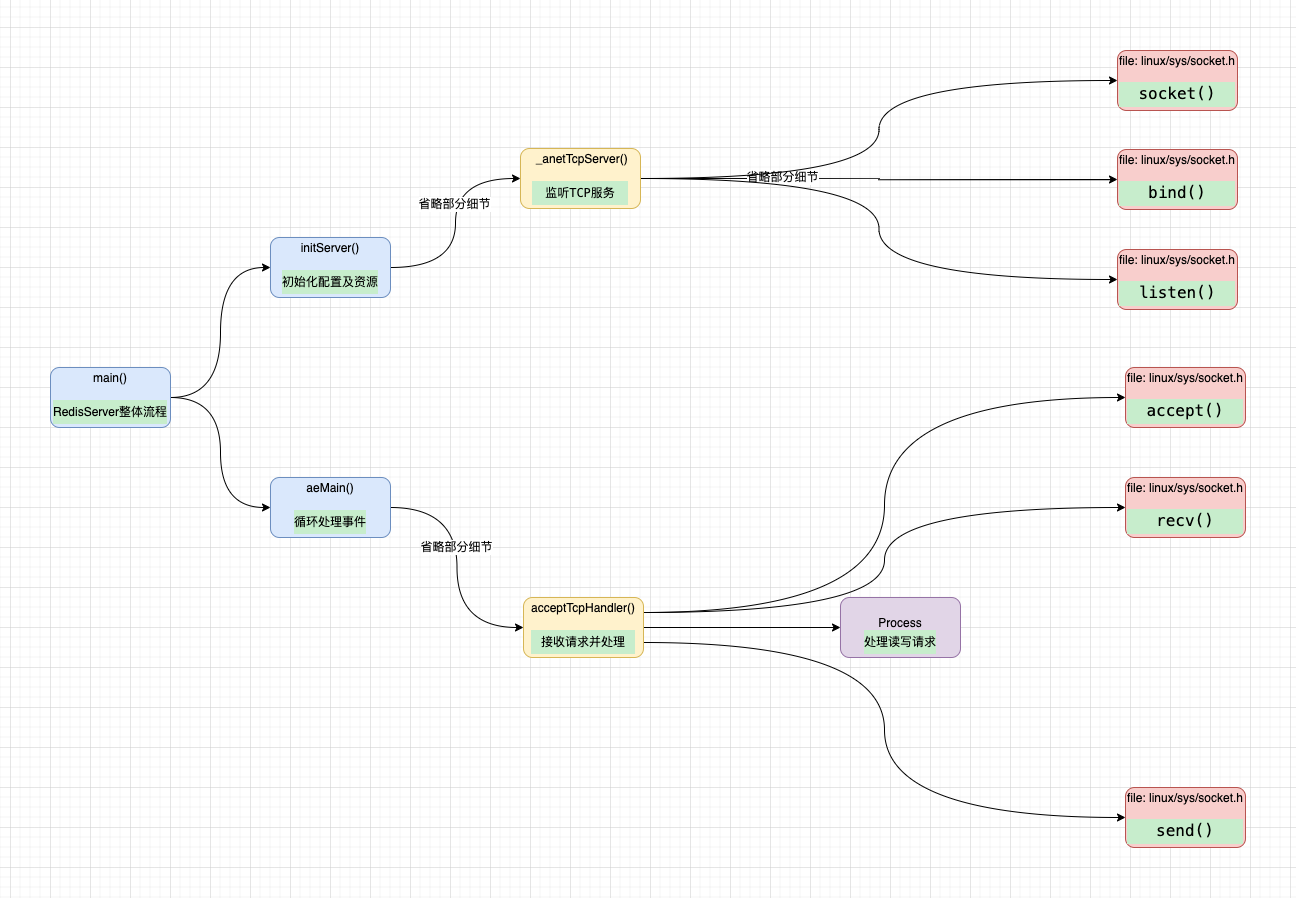 file: linux/sys/socket.h
socket()
_anetTcpServer()
监听TCP服务
省略部分细节
file: linux/sys/socket.h
bind()
省略部分细节
initServer()
初始化配置及资源
file: linux/sys/socket.h
listen()
main()
RedisServer整体流程
file: linux/sys/socket.h
accept()
aeMain()
循环处理事件
file: linux/sys/socket.h
recv()
省略部分细节
acceptTcpHandler()
接收请求并处理
Process
处理读写请求
file: linux/sys/socket.h
send()